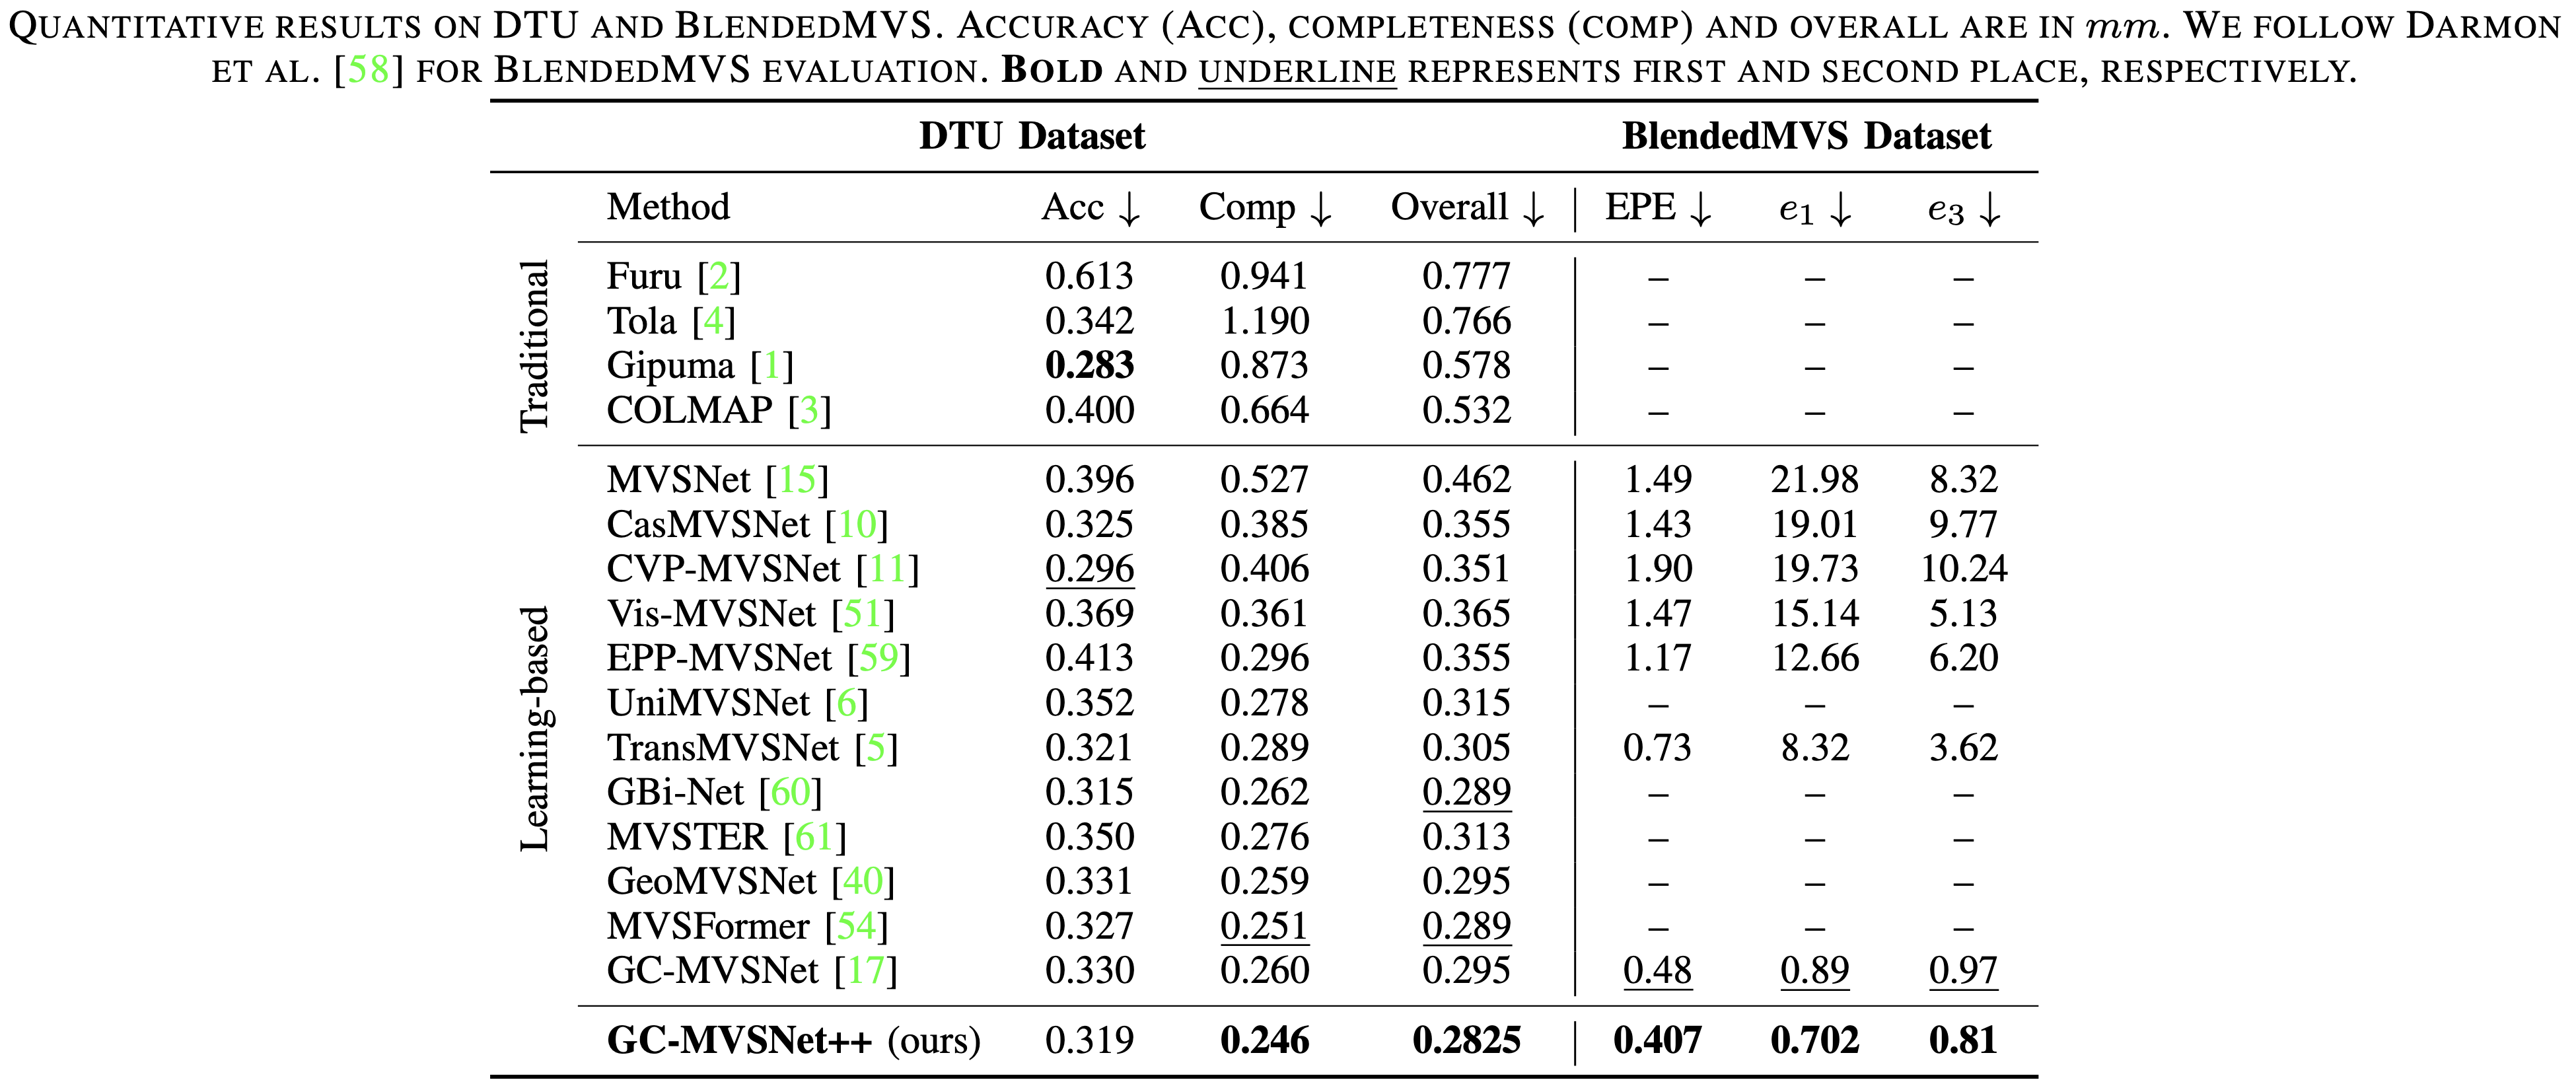 QUANTITATIVE RESULTS ON DTU AND BLENDEDMVS. ACCURACY (ACC), COMPLETENESS (COMP) AND OVERALL ARE IN mm. WE FOLLOW DARMON
ET AL. [58] FOR BLENDEDMVS EVALUATION. BOLD AND UNDERLINE REPRESENTS FIRST AND SECOND PLACE, RESPECTIVELY.
DTU Dataset BlendedMVS Dataset
Method Acc ↓ Comp ↓ Overall ↓ EPE ↓ e1 ↓ e3 ↓
Traditional
Furu [2] 0.613 0.941 0.777 – – –
Tola [4] 0.342 1.190 0.766 – – –
Gipuma [1] 0.283 0.873 0.578 – – –
COLMAP [3] 0.400 0.664 0.532 – – –
Learning-based
MVSNet [15] 0.396 0.527 0.462 1.49 21.98 8.32
CasMVSNet [10] 0.325 0.385 0.355 1.43 19.01 9.77
CVP-MVSNet [11] 0.296 0.406 0.351 1.90 19.73 10.24
Vis-MVSNet [51] 0.369 0.361 0.365 1.47 15.14 5.13
EPP-MVSNet [59] 0.413 0.296 0.355 1.17 12.66 6.20
UniMVSNet [6] 0.352 0.278 0.315 – – –
TransMVSNet [5] 0.321 0.289 0.305 0.73 8.32 3.62
GBi-Net [60] 0.315 0.262 0.289 – – –
MVSTER [61] 0.350 0.276 0.313 – – –
GeoMVSNet [40] 0.331 0.259 0.295 – – –
MVSFormer [54] 0.327 0.251 0.289 – – –
GC-MVSNet [17] 0.330 0.260 0.295 0.48 0.89 0.97
GC-MVSNet++ (ours) 0.319 0.246 0.2825 0.407 0.702 0.81